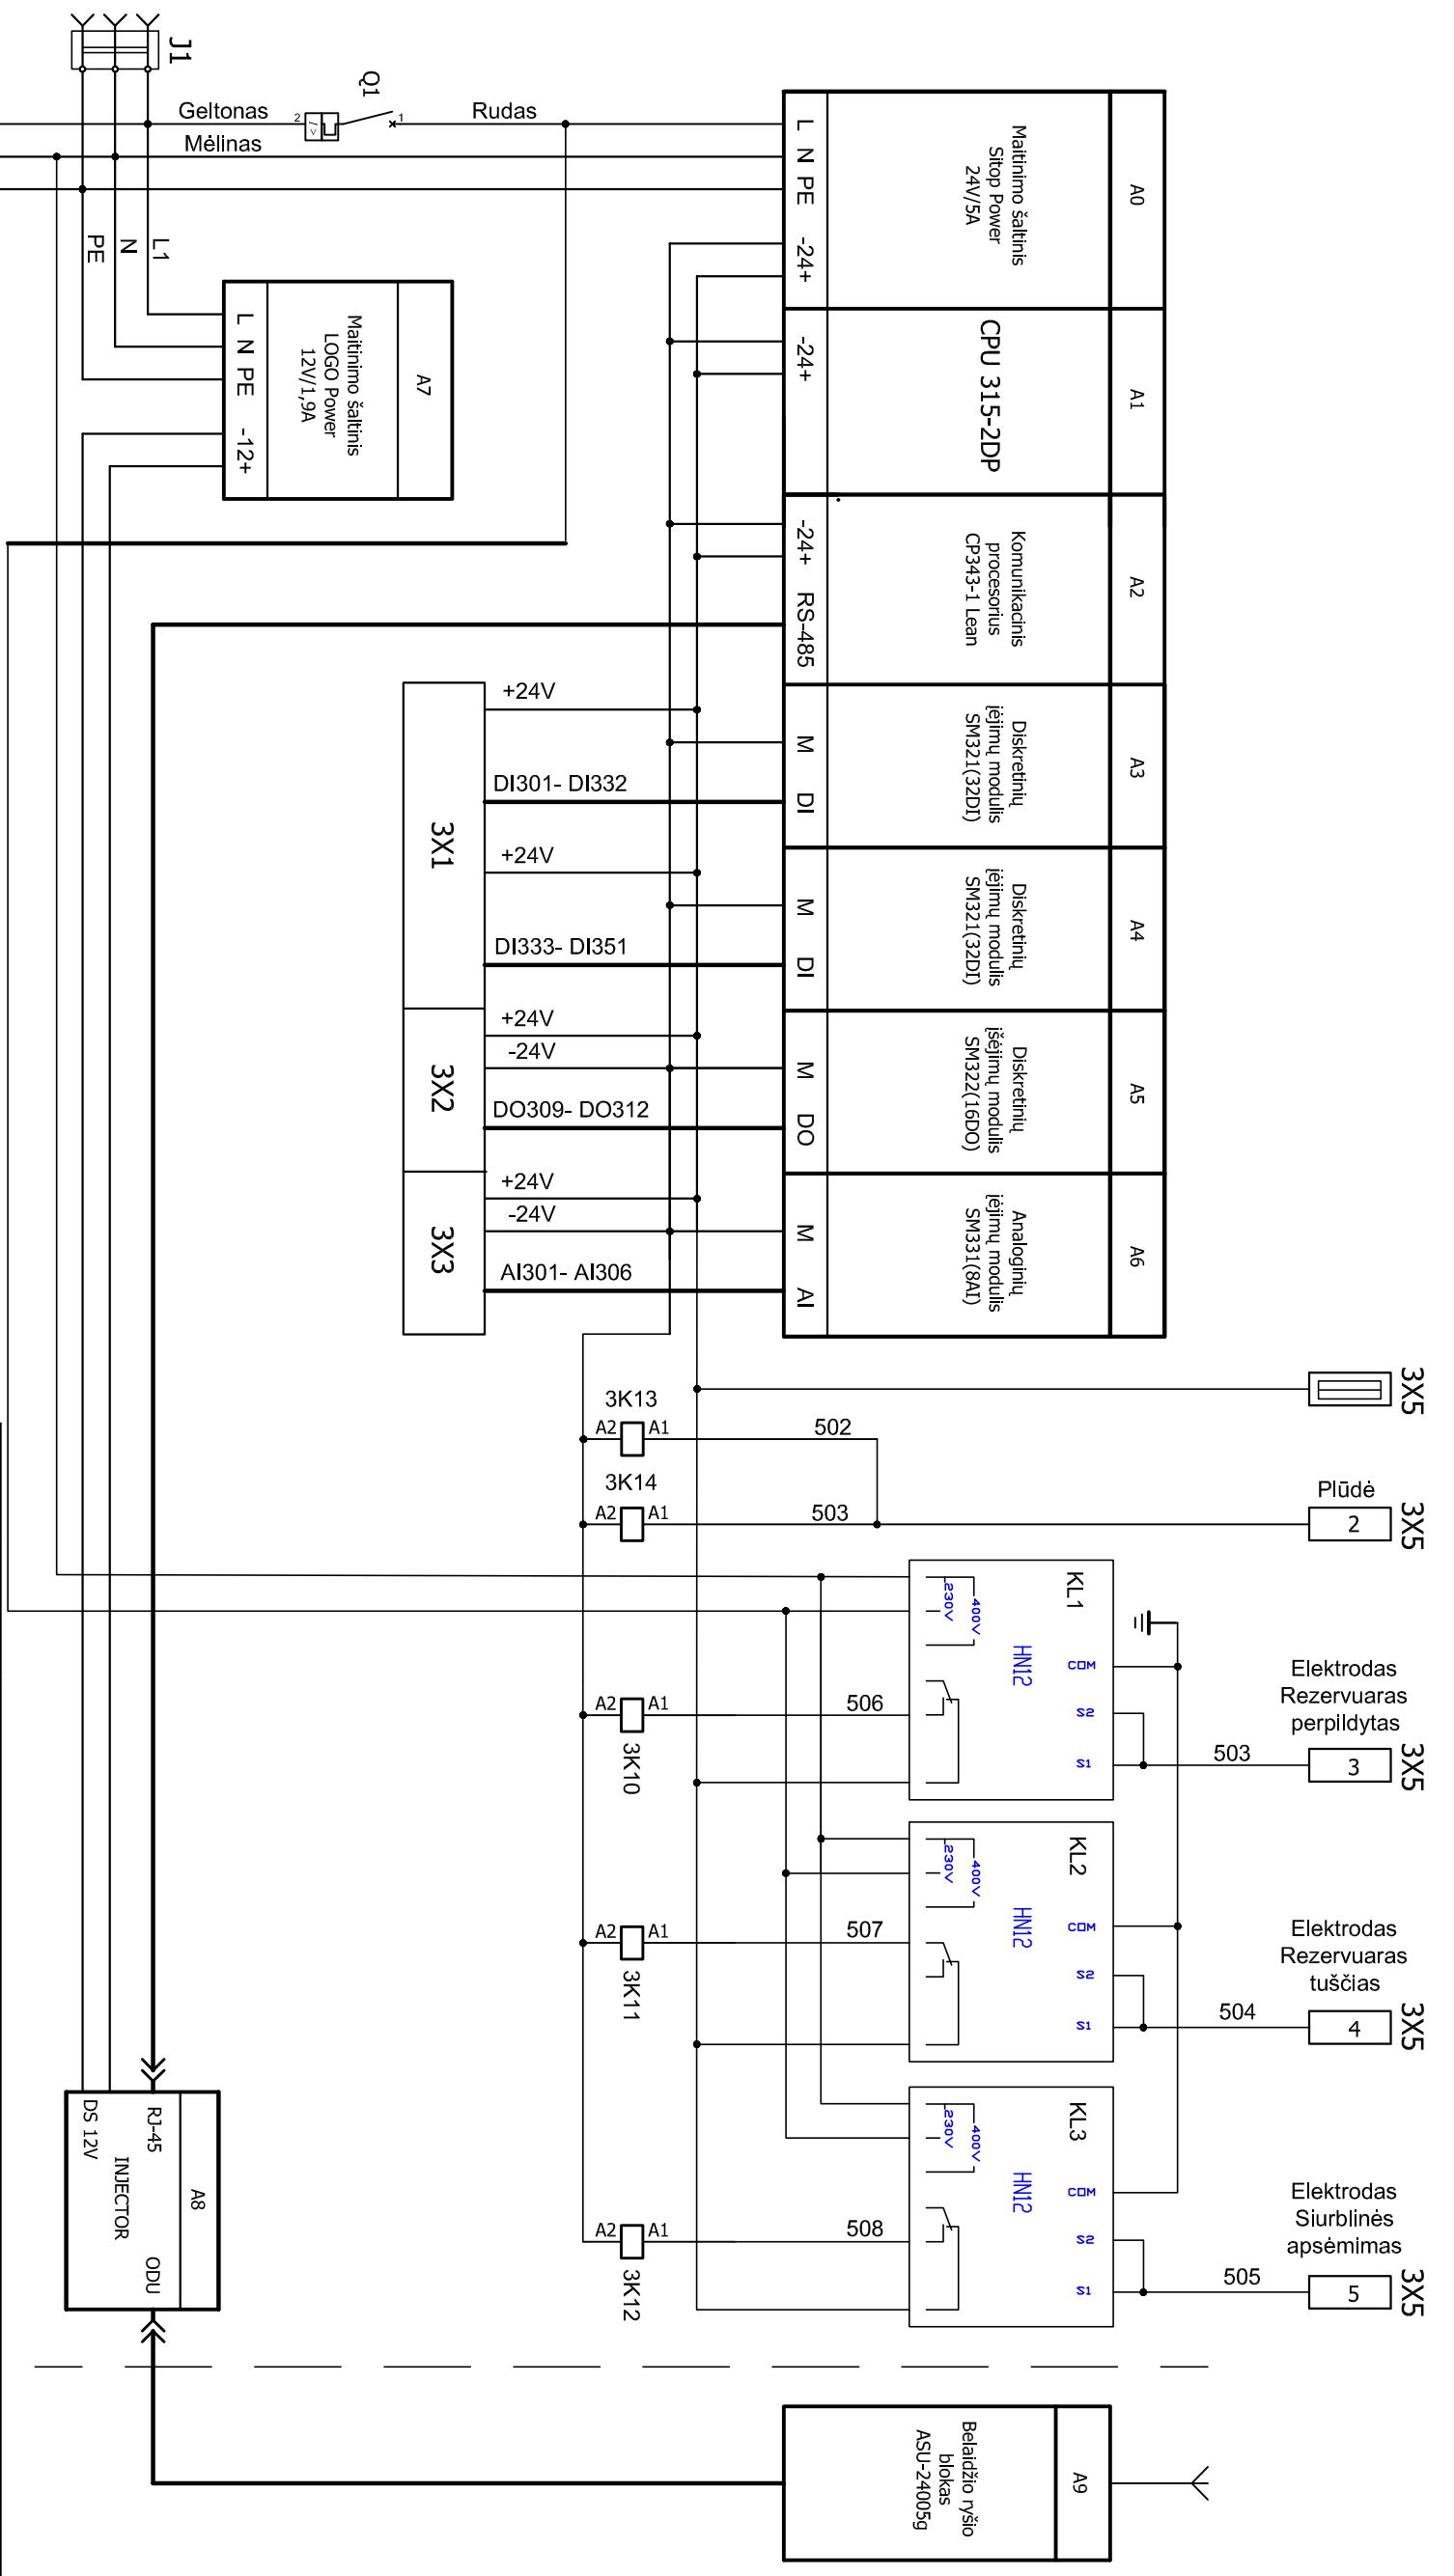 J1
Q1
Geltonas
2
1
Rudas
Mėlinas
L1
N
PE
A0
Maitinimo šaltinis
Sitop Power
24V/5A
L N PE -24+
A1
CPU 315-2DP
-24+
A2
Komunikacinis
procesorius
CP343-1 Lean
-24+ RS-485
A3
Diskretinių
įėjimų modulis
SM321(32DI)
M DI
A4
Diskretinių
įėjimų modulis
SM321(32DI)
M DI
A5
Diskretinių
išėjimų modulis
SM322(16DO)
M DO
A6
Analoginių
įėjimų modulis
SM331(8AI)
M AI
A7
Maitinimo šaltinis
LOGO Power
12V/1,9A
L N PE -12+
+24V
DI301- DI332
3X1
+24V
DI333- DI351
+24V
-24V
3X2
DO309- DO312
+24V
-24V
3X3
AI301- AI306
3X5
3K13
A2 A1
502
3K14
A2 A1
503
Plūdė
2
3X5
KL1
400V
230V
HN12
COM
S2
S1
Elektrodas
Rezervuaras
perpildytas
503
3
3X5
A2 A1
506
3K10
KL2
400V
230V
HN12
COM
S2
S1
Elektrodas
Rezervuaras
tuščias
504
4
3X5
A2 A1
507
3K11
KL3
400V
230V
HN12
COM
S2
S1
Elektrodas
Siurblinės
apsėmimas
505
5
3X5
A2 A1
508
3K12
A8
RJ-45
ODU
INJECTOR
DS 12V
A9
Belaidžio ryšio
blokas
ASU-24005g